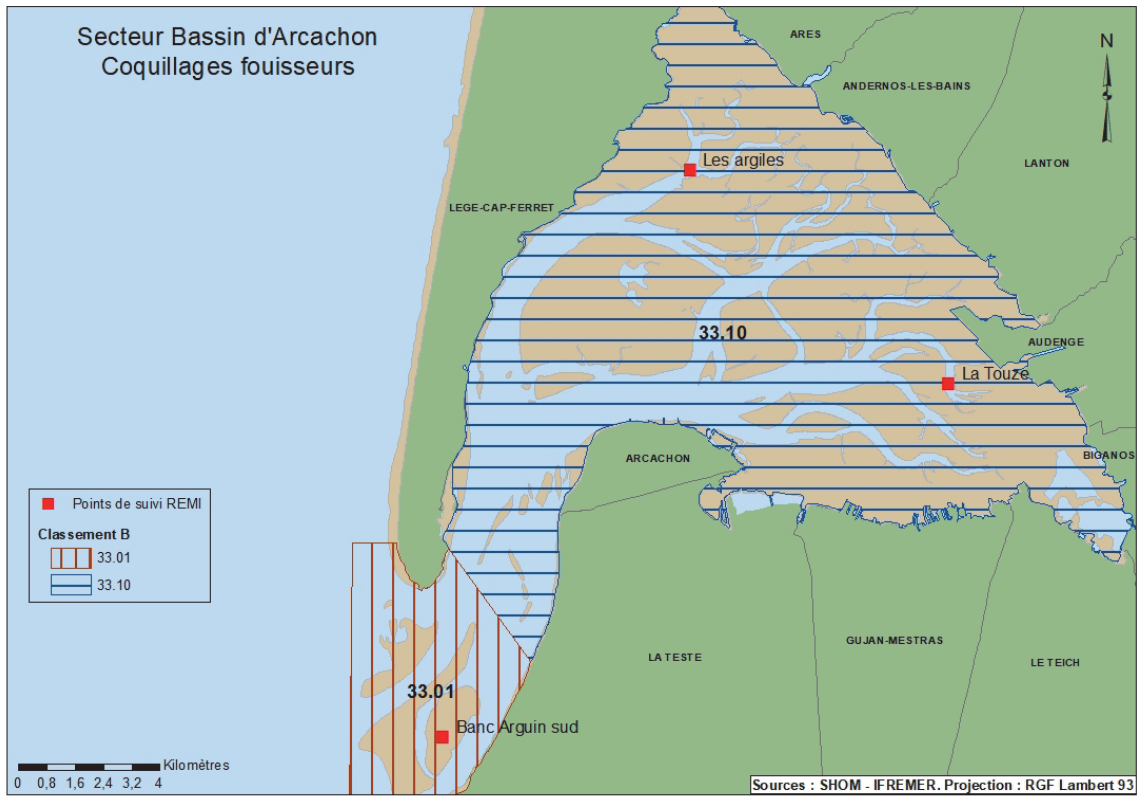 Secteur Bassin d'Arcachon
Coquillages fouisseurs
ARES
N
ANDERNOS-LES-BAINS
Les argiles
LANTON
LEGE-CAP-FERRET
33.10
AUDENGE
La Touze
ARCACHON
BIGANOS
Points de suivi REMI
Classement B
33.01
33.10
GUJAN-MESTRAS
LA TESTE
LE TEICH
33.01
Banc Arguin sud
Kilomètres
0 0,8 1,6 2,4 3,2 4
Sources : SHOM - IFREMER. Projection : RGF Lambert 93